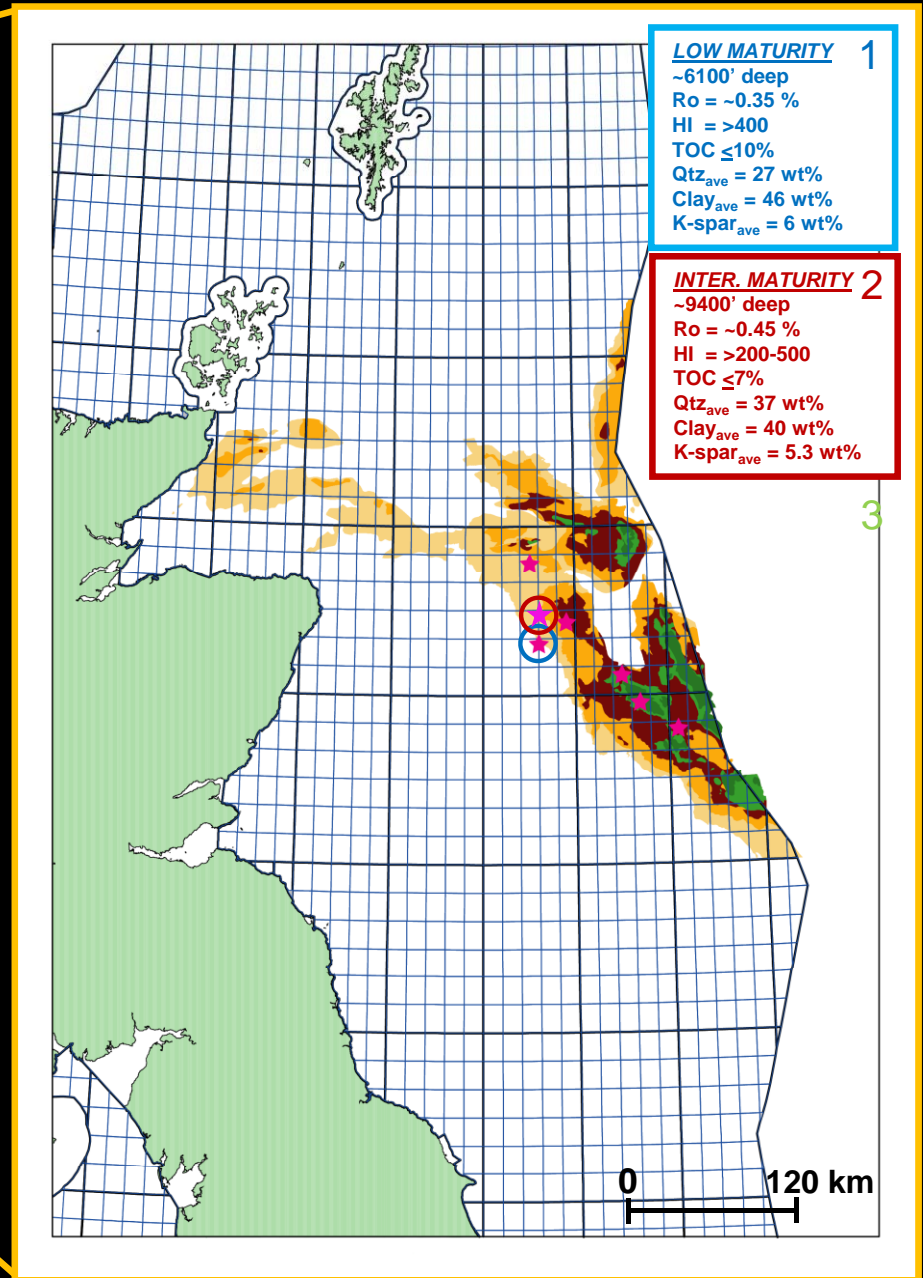 LOW MATURITY 1
~6100' deep
Ro = ~0.35 %
HI = >400
TOC ≤10%
Qtzave = 27 wt%
Clayave = 46 wt%
K-sparave = 6 wt%
INTER. MATURITY 2
~9400' deep
Ro = ~0.45 %
HI = >200-500
TOC ≤7%
Qtzave = 37 wt%
Clayave = 40 wt%
K-sparave = 5.3 wt%
3
0 120 km